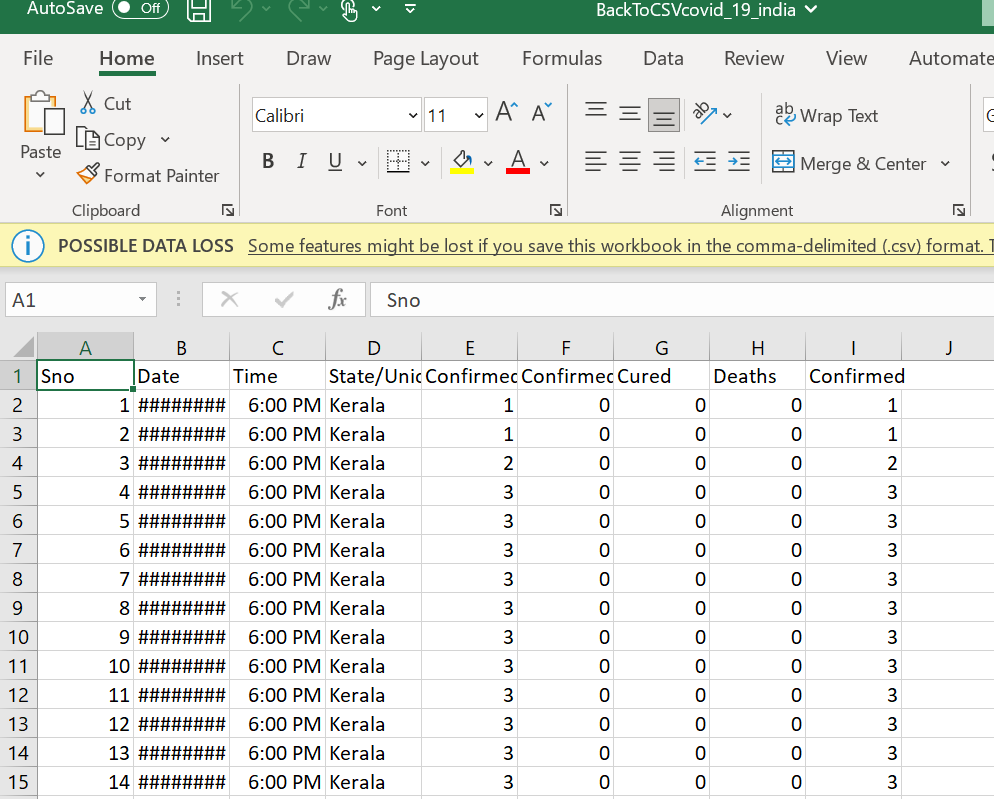 AutoSave Off BackToCSVcovid_19_india
File Home Insert Draw Page Layout Formulas Data Review View Automate
Paste Cut Copy Format Painter
Calibri 11 A A
B I U A
ab Wrap Text
Merge & Center
Clipboard Font Alignment
POSSIBLE DATA LOSS Some features might be lost if you save this workbook in the comma-delimited (.csv) format.
A1 fx Sno
A B C D E F G H I J
1 Sno Date Time State/Unio Confirmed Confirmed Cured Deaths Confirmed
2 1 ######## 6:00 PM Kerala 1 0 0 0 1
3 2 ######## 6:00 PM Kerala 1 0 0 0 1
4 3 ######## 6:00 PM Kerala 2 0 0 0 2
5 4 ######## 6:00 PM Kerala 3 0 0 0 3
6 5 ######## 6:00 PM Kerala 3 0 0 0 3
7 6 ######## 6:00 PM Kerala 3 0 0 0 3
8 7 ######## 6:00 PM Kerala 3 0 0 0 3
9 8 ######## 6:00 PM Kerala 3 0 0 0 3
10 9 ######## 6:00 PM Kerala 3 0 0 0 3
11 10 ######## 6:00 PM Kerala 3 0 0 0 3
12 11 ######## 6:00 PM Kerala 3 0 0 0 3
13 12 ######## 6:00 PM Kerala 3 0 0 0 3
14 13 ######## 6:00 PM Kerala 3 0 0 0 3
15 14 ######## 6:00 PM Kerala 3 0 0 0 3